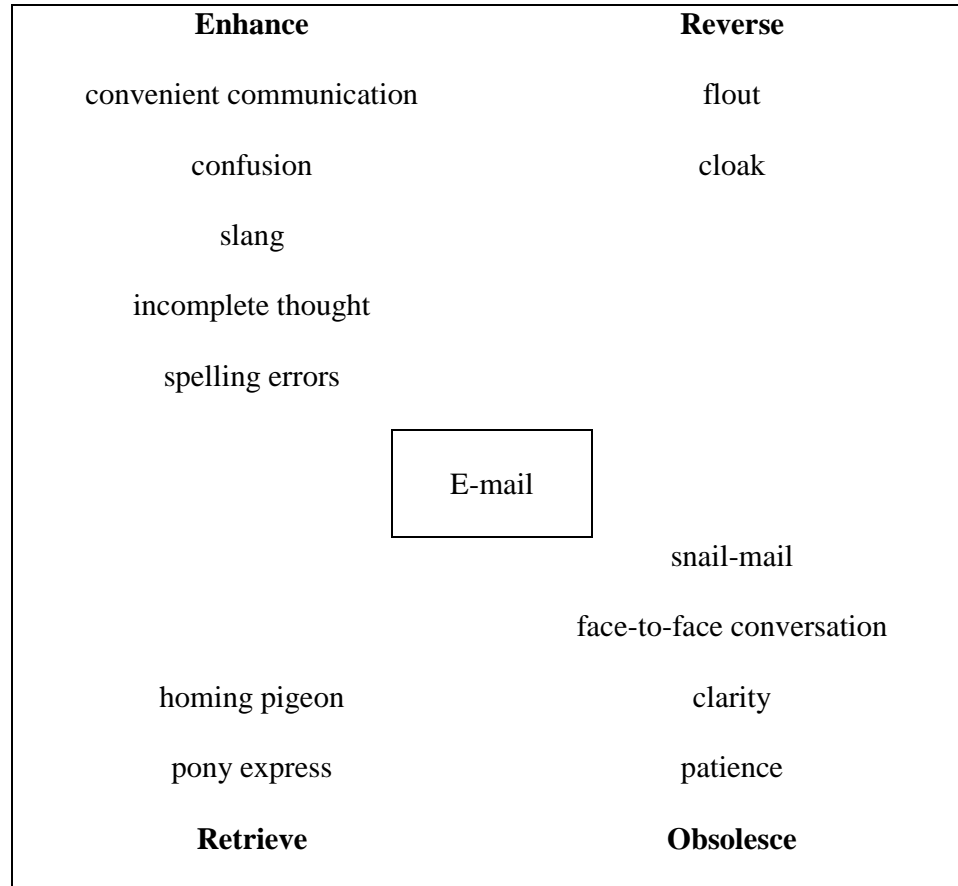 Enhance
Reverse
convenient communication
flout
confusion
cloak
slang
incomplete thought
spelling errors
E-mail
snail-mail
face-to-face conversation
homing pigeon
clarity
pony express
patience
Retrieve
Obsolesce